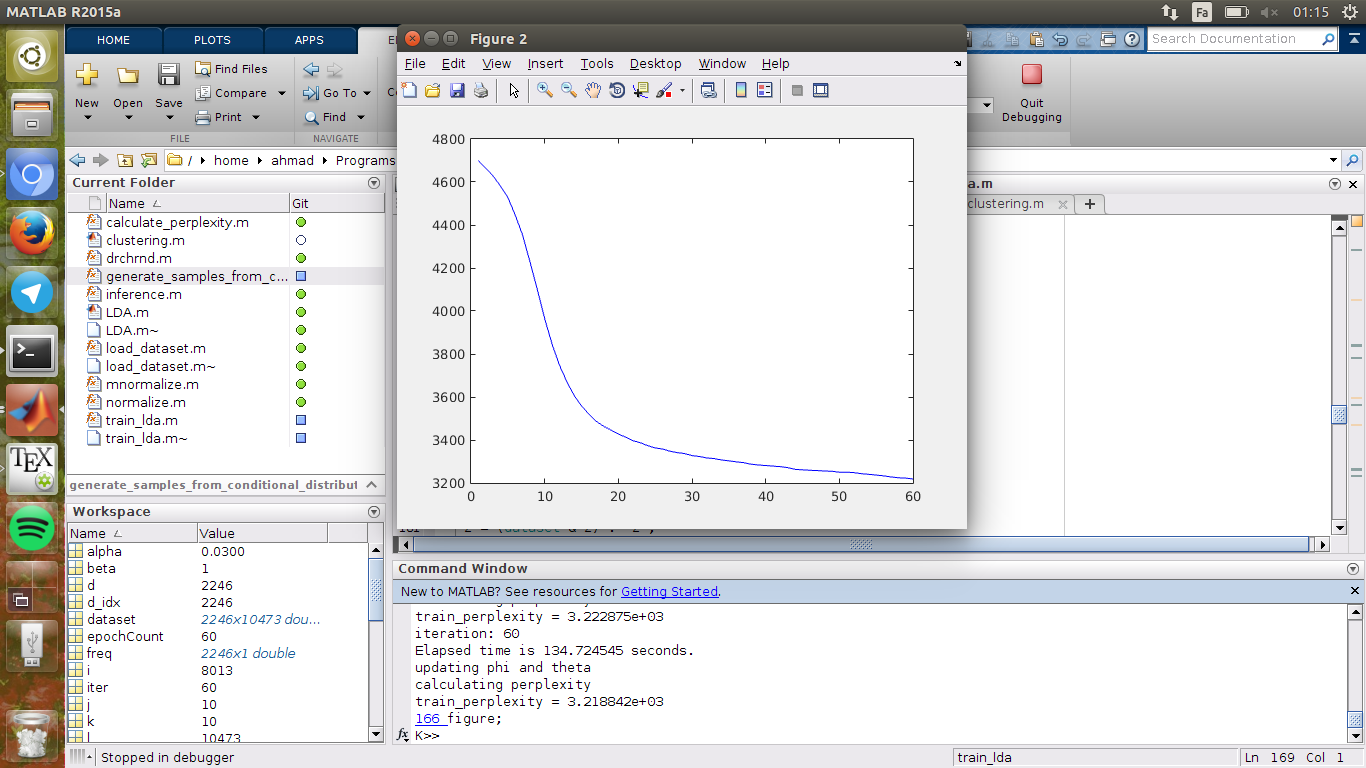 MATLAB R2015a
Fa
01:15
HOME PLOTS APPS
Figure 2
Search Documentation
File Edit View Insert Tools Desktop Window Help
New Open Save
Find Files
Compare
Print
Go To
Find
FILE
NAVIGATE
Quit
Debugging
/ home ahmad Programs
Current Folder
Name Git
calculate_perplexity.m
clustering.m
drchrnd.m
generate_samples_from_c...
inference.m
LDA.m
LDA.m~
load_dataset.m
load_dataset.m~
mnormalize.m
normalize.m
train_lda.m
train_lda.m~
generate_samples_from_conditional_distribut
Workspace
Name Value
alpha 0.0300
beta 1
d 2246
d_idx 2246
dataset 2246x10473 dou...
epochCount 60
freq 2246x1 double
i 8013
iter 60
j 10
k 10
l 10473
4800
4600
4400
4200
4000
3800
3600
3400
3200
0 10 20 30 40 50 60
a.m
clustering.m
+
Command Window
New to MATLAB? See resources for Getting Started.
train_perplexity = 3.222875e+03
iteration: 60
Elapsed time is 134.724545 seconds.
updating phi and theta
calculating perplexity
train_perplexity = 3.218842e+03
166 figure;
fx K>>
Stopped in debugger
train_lda
Ln 169 Col 1
TEX